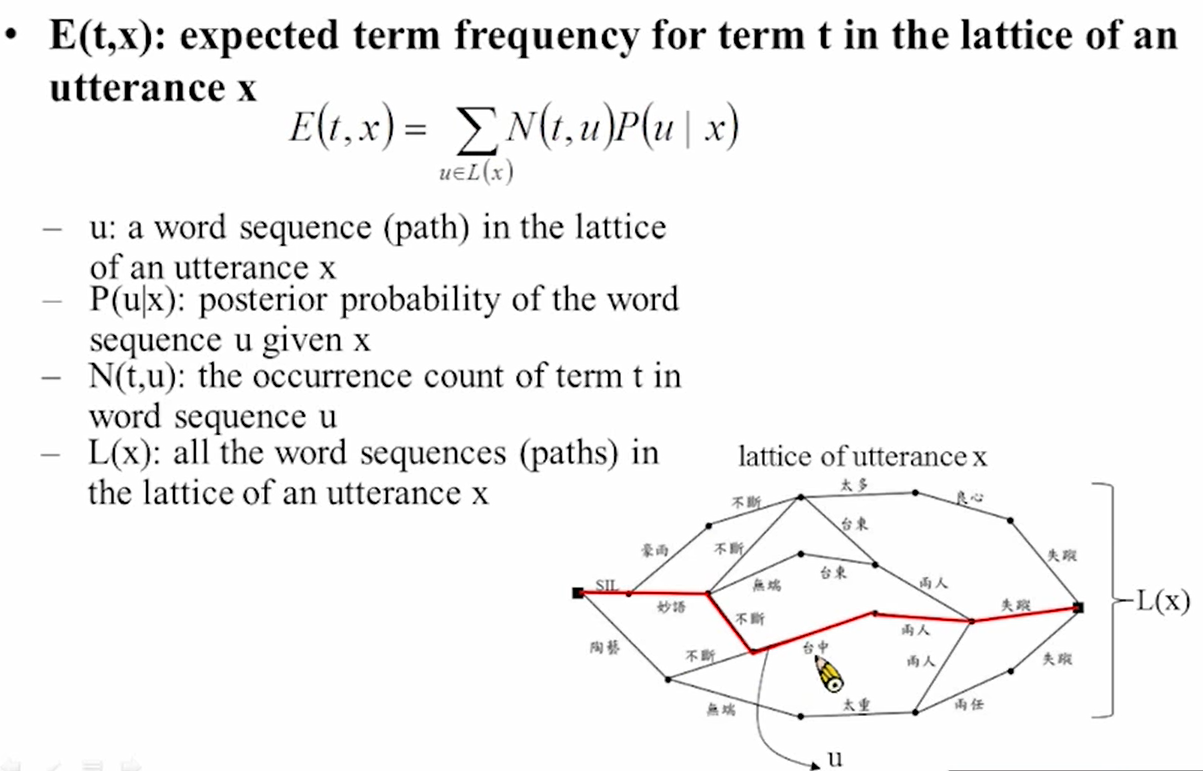 • E(t,x): expected term frequency for term t in the lattice of an
utterance x
E(t,x) = ∑ N(t,u)P(u | x)
u∈L(x)
– u: a word sequence (path) in the lattice
of an utterance x
– P(u|x): posterior probability of the word
sequence u given x
– N(t,u): the occurrence count of term t in
word sequence u
– L(x): all the word sequences (paths) in
the lattice of an utterance x
lattice of utterance x
太多
良心
不斷
台東
豪雨
不斷
失蹤
台東
無端
兩人
SIL
妙語
失蹤
L(x)
不斷
兩人
陶藝
不斷
台中
兩人
失蹤
無端
太重
兩任
u